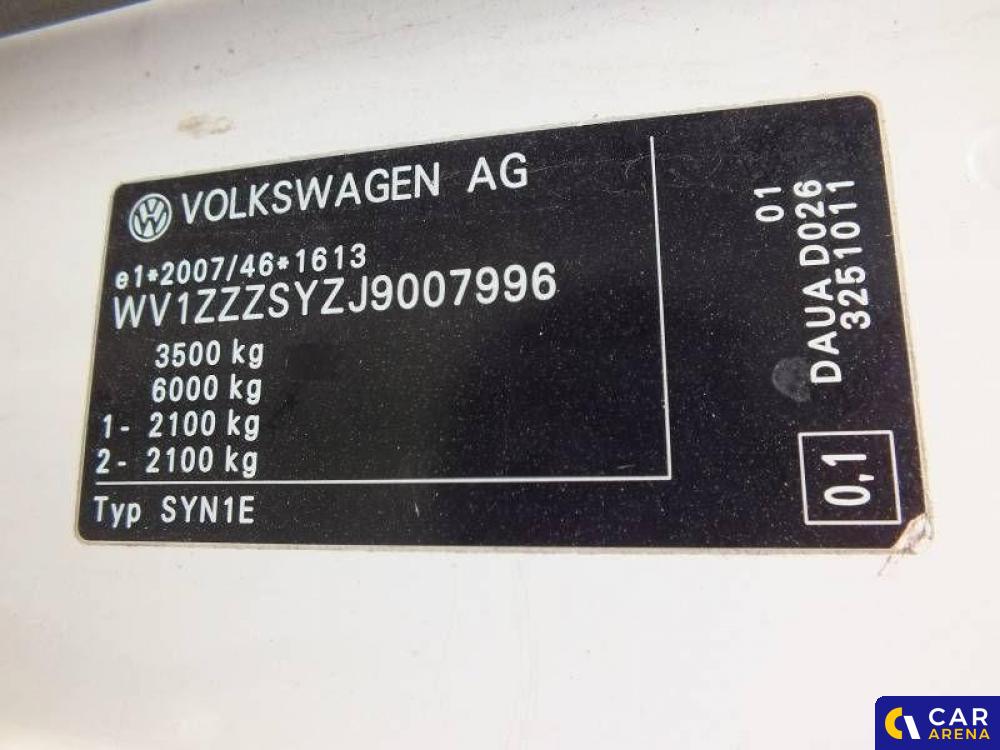 VOLKSWAGEN AG
e1*2007/46*1613
WV1ZZZSYZJ9007996
3500 kg
6000 kg
1- 2100 kg
2- 2100 kg
Typ SYN1E
01
DAUA D026
3251011
0,1
CAR
ARENA